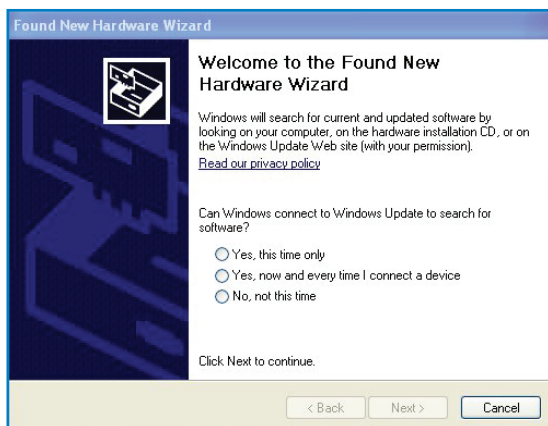 Found New Hardware Wizard
Welcome to the Found New
Hardware Wizard
Windows will search for current and updated software by
looking on your computer, on the hardware installation CD, or on
the Windows Update Web site (with your permission).
Read our privacy policy
Can Windows connect to Windows Update to search for
software?
Yes, this time only
Yes, now and every time I connect a device
No, not this time
Click Next to continue.
< Back Next > Cancel